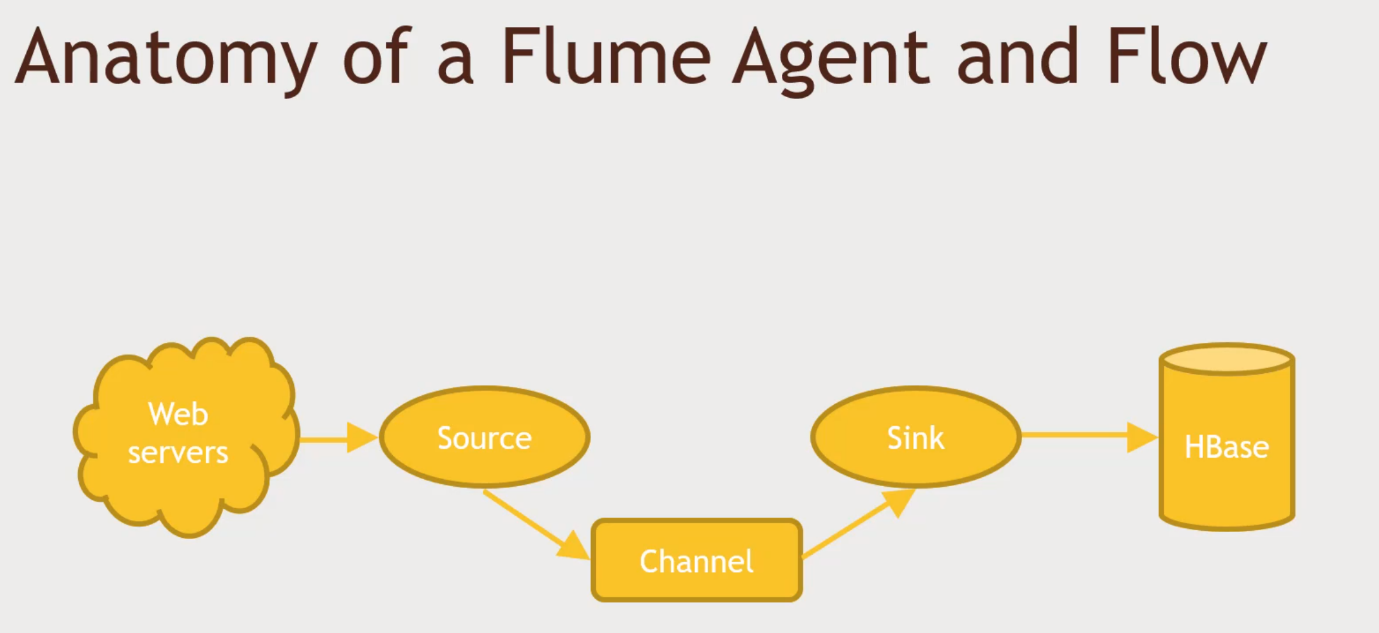 Anatomy of a Flume Agent and Flow
Web
servers
Source
Channel
Sink
HBase